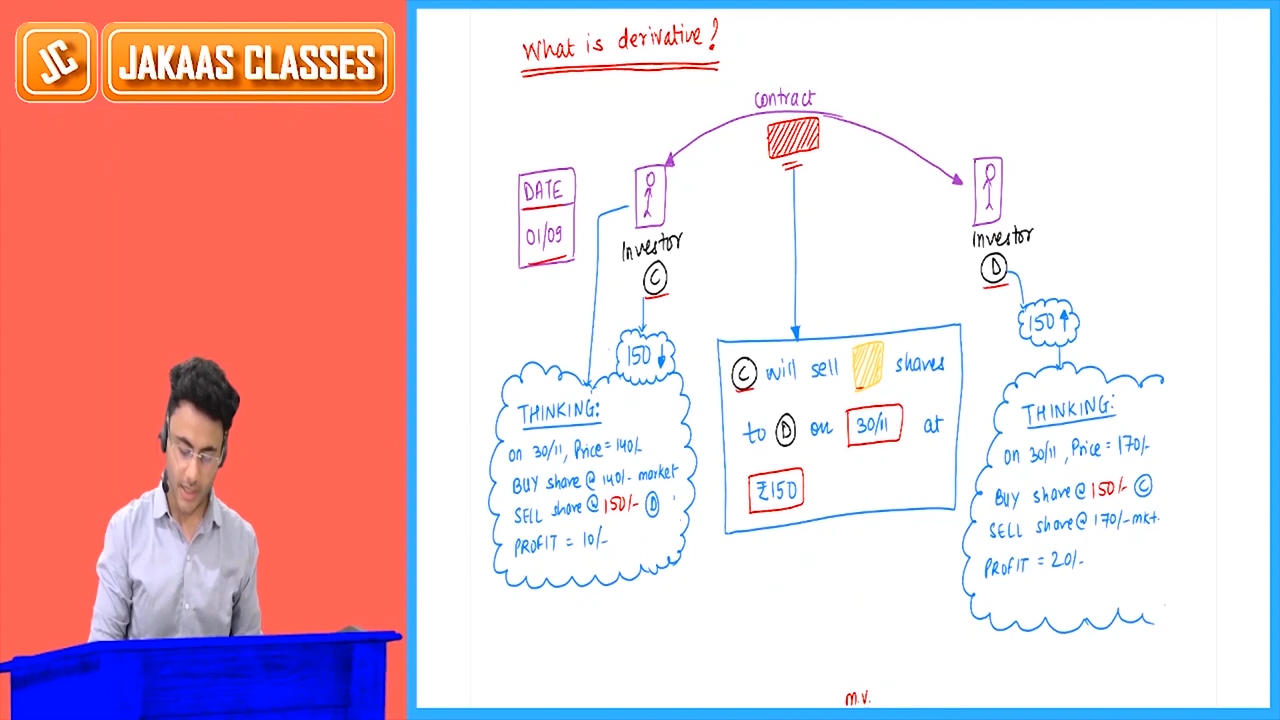 JC
JAKAAS CLASSES
What is derivative?
contract
DATE
01/09
Investor
C
Investor
D
150 ↓
150 ↑
C will sell shares
to D on 30/11 at
₹150
THINKING:
on 30/11, Price = 140/-
BUY share @ 140/- market
SELL share @ 150/- D
PROFIT = 10/-
THINKING:
on 30/11, Price = 170/-
BUY share @ 150/- C
SELL share @ 170/- mkt.
PROFIT = 20/-
m.v.